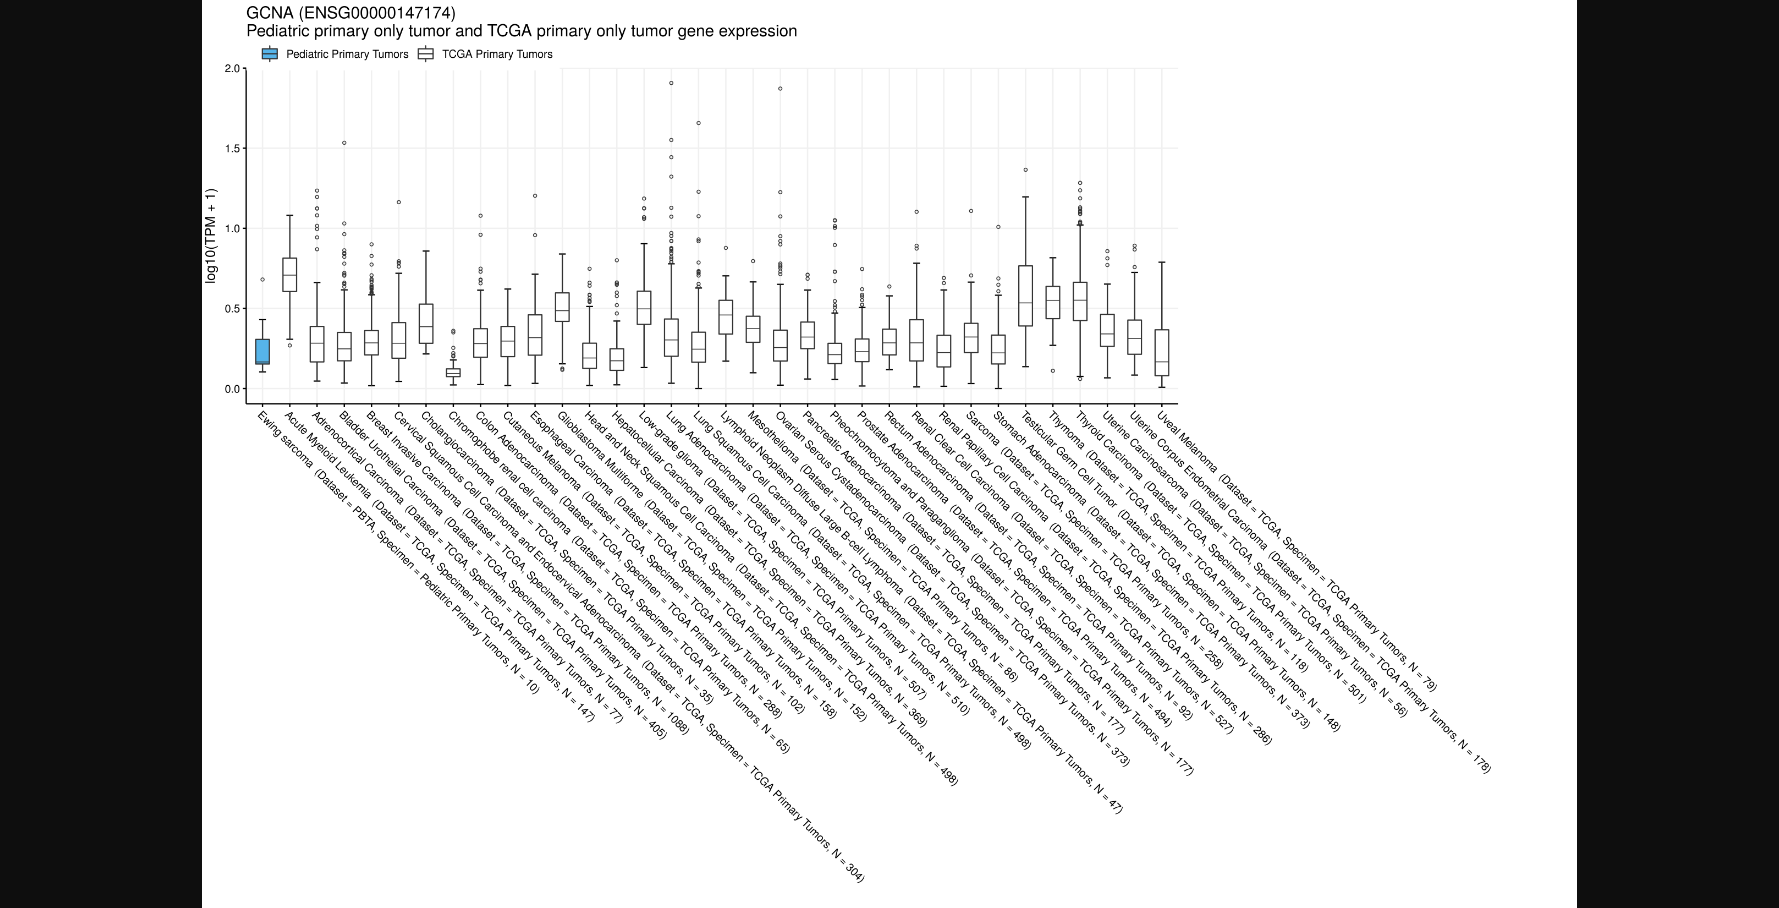 GCNA (ENSG00000147174)
Pediatric primary only tumor and TCGA primary only tumor gene expression
Pediatric Primary Tumors
TCGA Primary Tumors
log10(TPM + 1)
2.0
1.5
1.0
0.5
0.0
Ewing sarcoma (Dataset = PBTA, Specimen = Pediatric Primary Tumors, N = 10)
Acute Myeloid Leukemia (Dataset = TCGA, Specimen = TCGA Primary Tumors, N = 147)
Adrenocortical Carcinoma (Dataset = TCGA, Specimen = TCGA Primary Tumors, N = 77)
Bladder Urothelial Carcinoma (Dataset = TCGA, Specimen = TCGA Primary Tumors, N = 405)
Breast Invasive Carcinoma (Dataset = TCGA, Specimen = TCGA Primary Tumors, N = 1088)
Cervical Squamous Cell Carcinoma and Endocervical Adenocarcinoma (Dataset = TCGA, Specimen = TCGA Primary Tumors, N = 304)
Cholangiocarcinoma (Dataset = TCGA, Specimen = TCGA Primary Tumors, N = 35)
Chromophobe renal cell carcinoma (Dataset = TCGA, Specimen = TCGA Primary Tumors, N = 65)
Colon Adenocarcinoma (Dataset = TCGA, Specimen = TCGA Primary Tumors, N = 288)
Cutaneous Melanoma (Dataset = TCGA, Specimen = TCGA Primary Tumors, N = 102)
Esophageal Carcinoma (Dataset = TCGA, Specimen = TCGA Primary Tumors, N = 158)
Glioblastoma Multiforme (Dataset = TCGA, Specimen = TCGA Primary Tumors, N = 152)
Head and Neck Squamous Cell Carcinoma (Dataset = TCGA, Specimen = TCGA Primary Tumors, N = 498)
Hepatocellular Carcinoma (Dataset = TCGA, Specimen = TCGA Primary Tumors, N = 369)
Low-grade glioma (Dataset = TCGA, Specimen = TCGA Primary Tumors, N = 507)
Lung Adenocarcinoma (Dataset = TCGA, Specimen = TCGA Primary Tumors, N = 510)
Lung Squamous Cell Carcinoma (Dataset = TCGA, Specimen = TCGA Primary Tumors, N = 498)
Lymphoid Neoplasm Diffuse Large B-cell Lymphoma (Dataset = TCGA, Specimen = TCGA Primary Tumors, N = 47)
Mesothelioma (Dataset = TCGA, Specimen = TCGA Primary Tumors, N = 86)
Ovarian Serous Cystadenocarcinoma (Dataset = TCGA, Specimen = TCGA Primary Tumors, N = 373)
Pancreatic Adenocarcinoma (Dataset = TCGA, Specimen = TCGA Primary Tumors, N = 177)
Pheochromocytoma and Paraganglioma (Dataset = TCGA, Specimen = TCGA Primary Tumors, N = 177)
Prostate Adenocarcinoma (Dataset = TCGA, Specimen = TCGA Primary Tumors, N = 494)
Rectum Adenocarcinoma (Dataset = TCGA, Specimen = TCGA Primary Tumors, N = 92)
Renal Clear Cell Carcinoma (Dataset = TCGA, Specimen = TCGA Primary Tumors, N = 527)
Renal Papillary Cell Carcinoma (Dataset = TCGA, Specimen = TCGA Primary Tumors, N = 286)
Sarcoma (Dataset = TCGA, Specimen = TCGA Primary Tumors, N = 258)
Stomach Adenocarcinoma (Dataset = TCGA, Specimen = TCGA Primary Tumors, N = 373)
Testicular Germ Cell Tumor (Dataset = TCGA, Specimen = TCGA Primary Tumors, N = 148)
Thymoma (Dataset = TCGA, Specimen = TCGA Primary Tumors, N = 118)
Thyroid Carcinoma (Dataset = TCGA, Specimen = TCGA Primary Tumors, N = 501)
Uterine Carcinosarcoma (Dataset = TCGA, Specimen = TCGA Primary Tumors, N = 56)
Uterine Corpus Endometrial Carcinoma (Dataset = TCGA, Specimen = TCGA Primary Tumors, N = 178)
Uveal Melanoma (Dataset = TCGA, Specimen = TCGA Primary Tumors, N = 79)